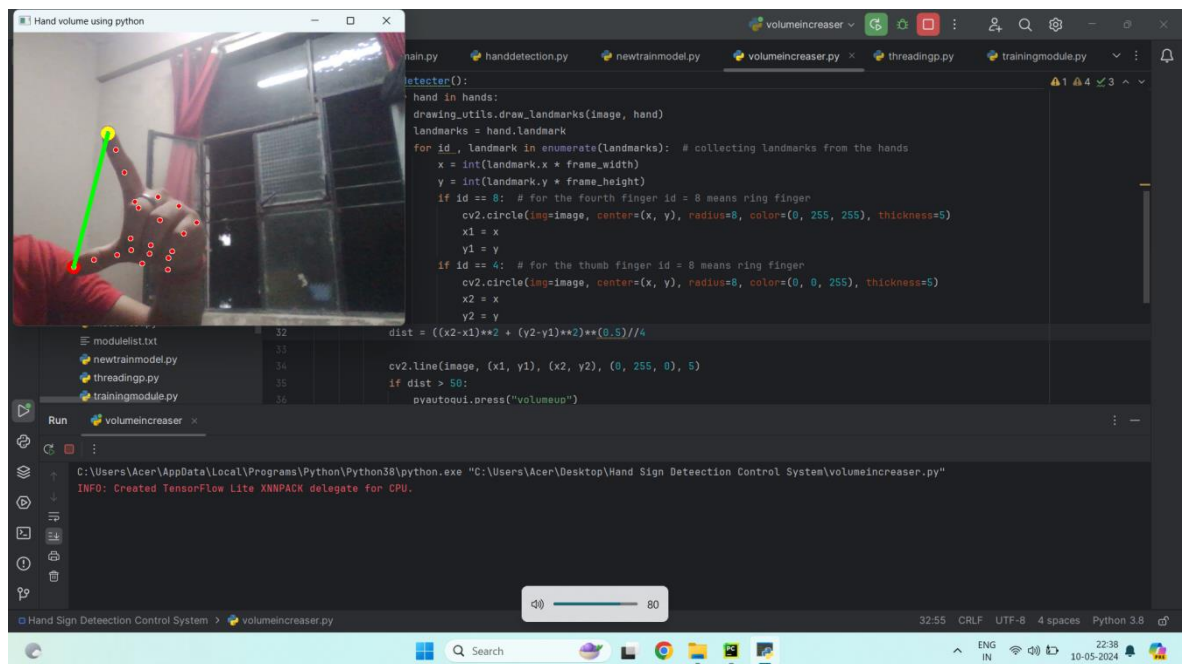 Hand volume using python
volumeincreaser
main.py
handdetection.py
newtrainmodel.py
volumeincreaser.py
threadingp.py
trainingmodule.py
detecter():
1 4 3
hand in hands:
drawing_utils.draw_landmarks(image, hand)
landmarks = hand.landmark
for id , landmark in enumerate(landmarks):  # collecting landmarks from the hands
x = int(landmark.x * frame_width)
y = int(landmark.y * frame_height)
if id == 8:  # for the fourth finger id = 8 means ring finger
cv2.circle(img=image, center=(x, y), radius=8, color=(0, 255, 255), thickness=5)
x1 = x
y1 = y
if id == 4:  # for the thumb finger id = 8 means ring finger
cv2.circle(img=image, center=(x, y), radius=8, color=(0, 0, 255), thickness=5)
x2 = x
y2 = y
32 dist = ((x2-x1)**2 + (y2-y1)**2)**(0.5)//4
33
34 cv2.line(image, (x1, y1), (x2, y2), (0, 255, 0), 5)
35 if dist > 50:
36 pyautogui.press("volumeup")
modulelist.txt
newtrainmodel.py
threadingp.py
trainingmodule.py
Run volumeincreaser
C:\Users\Acer\AppData\Local\Programs\Python\Python38\python.exe "C:\Users\Acer\Desktop\Hand Sign Deteection Control System\volumeincreaser.py"
INFO: Created TensorFlow Lite XNNPACK delegate for CPU.
80
Hand Sign Deteection Control System > volumeincreaser.py
32:55 CRLF UTF-8 4 spaces Python 3.8
Search
ENG
IN
22:38
10-05-2024